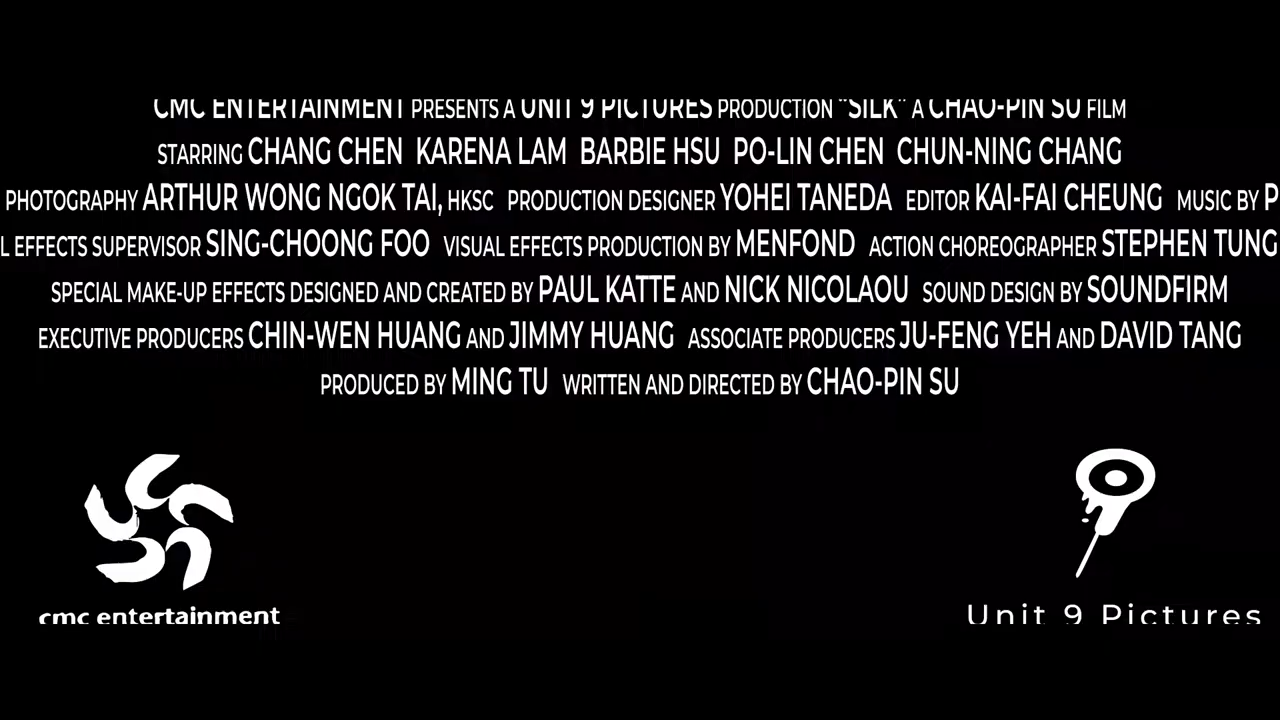 CMC ENTERTAINMENT PRESENTS A UNIT 9 PICTURES PRODUCTION "SILK" A CHAO-PIN SU FILM
STARRING CHANG CHEN KARENA LAM BARBIE HSU PO-LIN CHEN CHUN-NING CHANG
PHOTOGRAPHY ARTHUR WONG NGOK TAI, HKSC PRODUCTION DESIGNER YOHEI TANEDA EDITOR KAI-FAI CHEUNG MUSIC BY P
L EFFECTS SUPERVISOR SING-CHOONG FOO VISUAL EFFECTS PRODUCTION BY MENFOND ACTION CHOREOGRAPHER STEPHEN TUNG
SPECIAL MAKE-UP EFFECTS DESIGNED AND CREATED BY PAUL KATTE AND NICK NICOLAOU SOUND DESIGN BY SOUNDFIRM
EXECUTIVE PRODUCERS CHIN-WEN HUANG AND JIMMY HUANG ASSOCIATE PRODUCERS JU-FENG YEH AND DAVID TANG
PRODUCED BY MING TU WRITTEN AND DIRECTED BY CHAO-PIN SU
cmc entertainment
Unit 9 Pictures